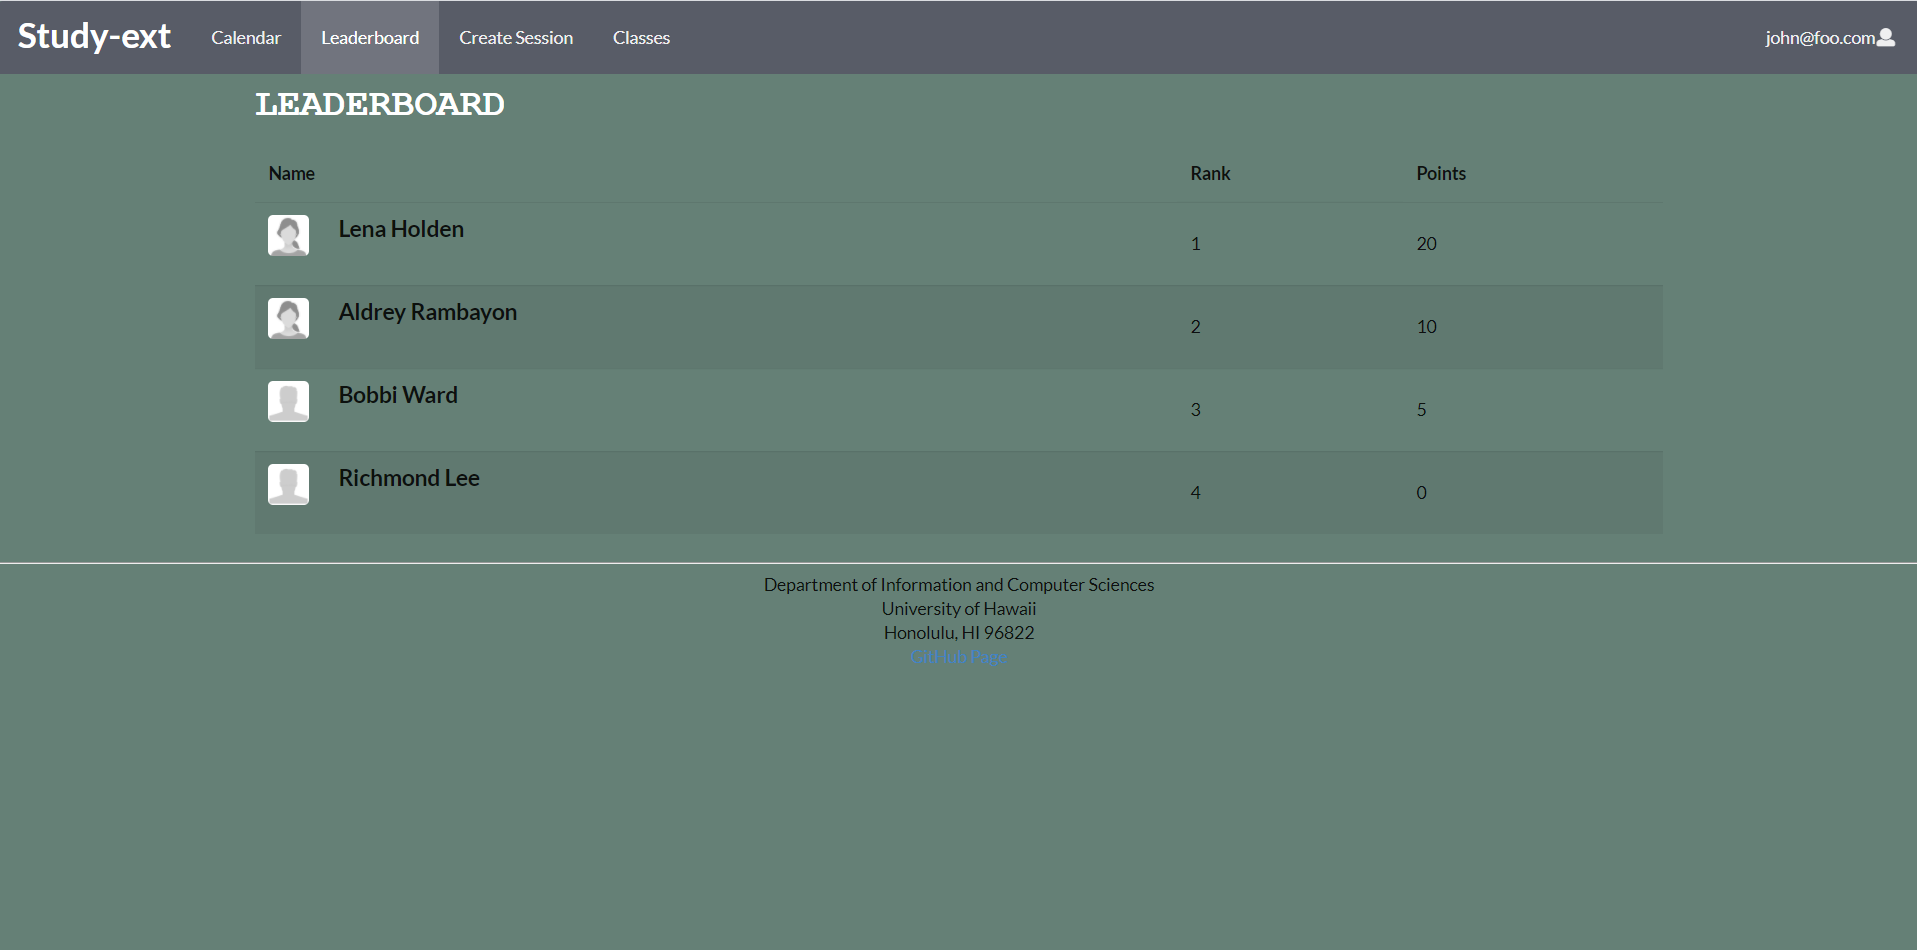 Study-ext Calendar Leaderboard Create Session Classes john@foo.com
LEADERBOARD
Name Rank Points
Lena Holden 1 20
Aldrey Rambayon 2 10
Bobbi Ward 3 5
Richmond Lee 4 0
Department of Information and Computer Sciences
University of Hawaii
Honolulu, HI 96822
GitHub Page